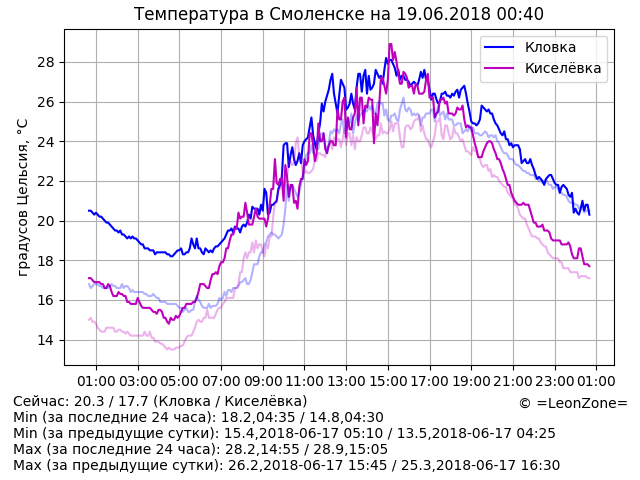 Температура в Смоленске на 19.06.2018 00:40
Кловка
Киселёвка
градусов Цельсия, °C
28
26
24
22
20
18
16
14
01:00 03:00 05:00 07:00 09:00 11:00 13:00 15:00 17:00 19:00 21:00 23:00 01:00
Сейчас: 20.3 / 17.7 (Кловка / Киселёвка)
© =LeonZone=
Min (за последние 24 часа): 18.2,04:35 / 14.8,04:30
Min (за предыдущие сутки): 15.4,2018-06-17 05:10 / 13.5,2018-06-17 04:25
Max (за последние 24 часа): 28.2,14:55 / 28.9,15:05
Max (за предыдущие сутки): 26.2,2018-06-17 15:45 / 25.3,2018-06-17 16:30